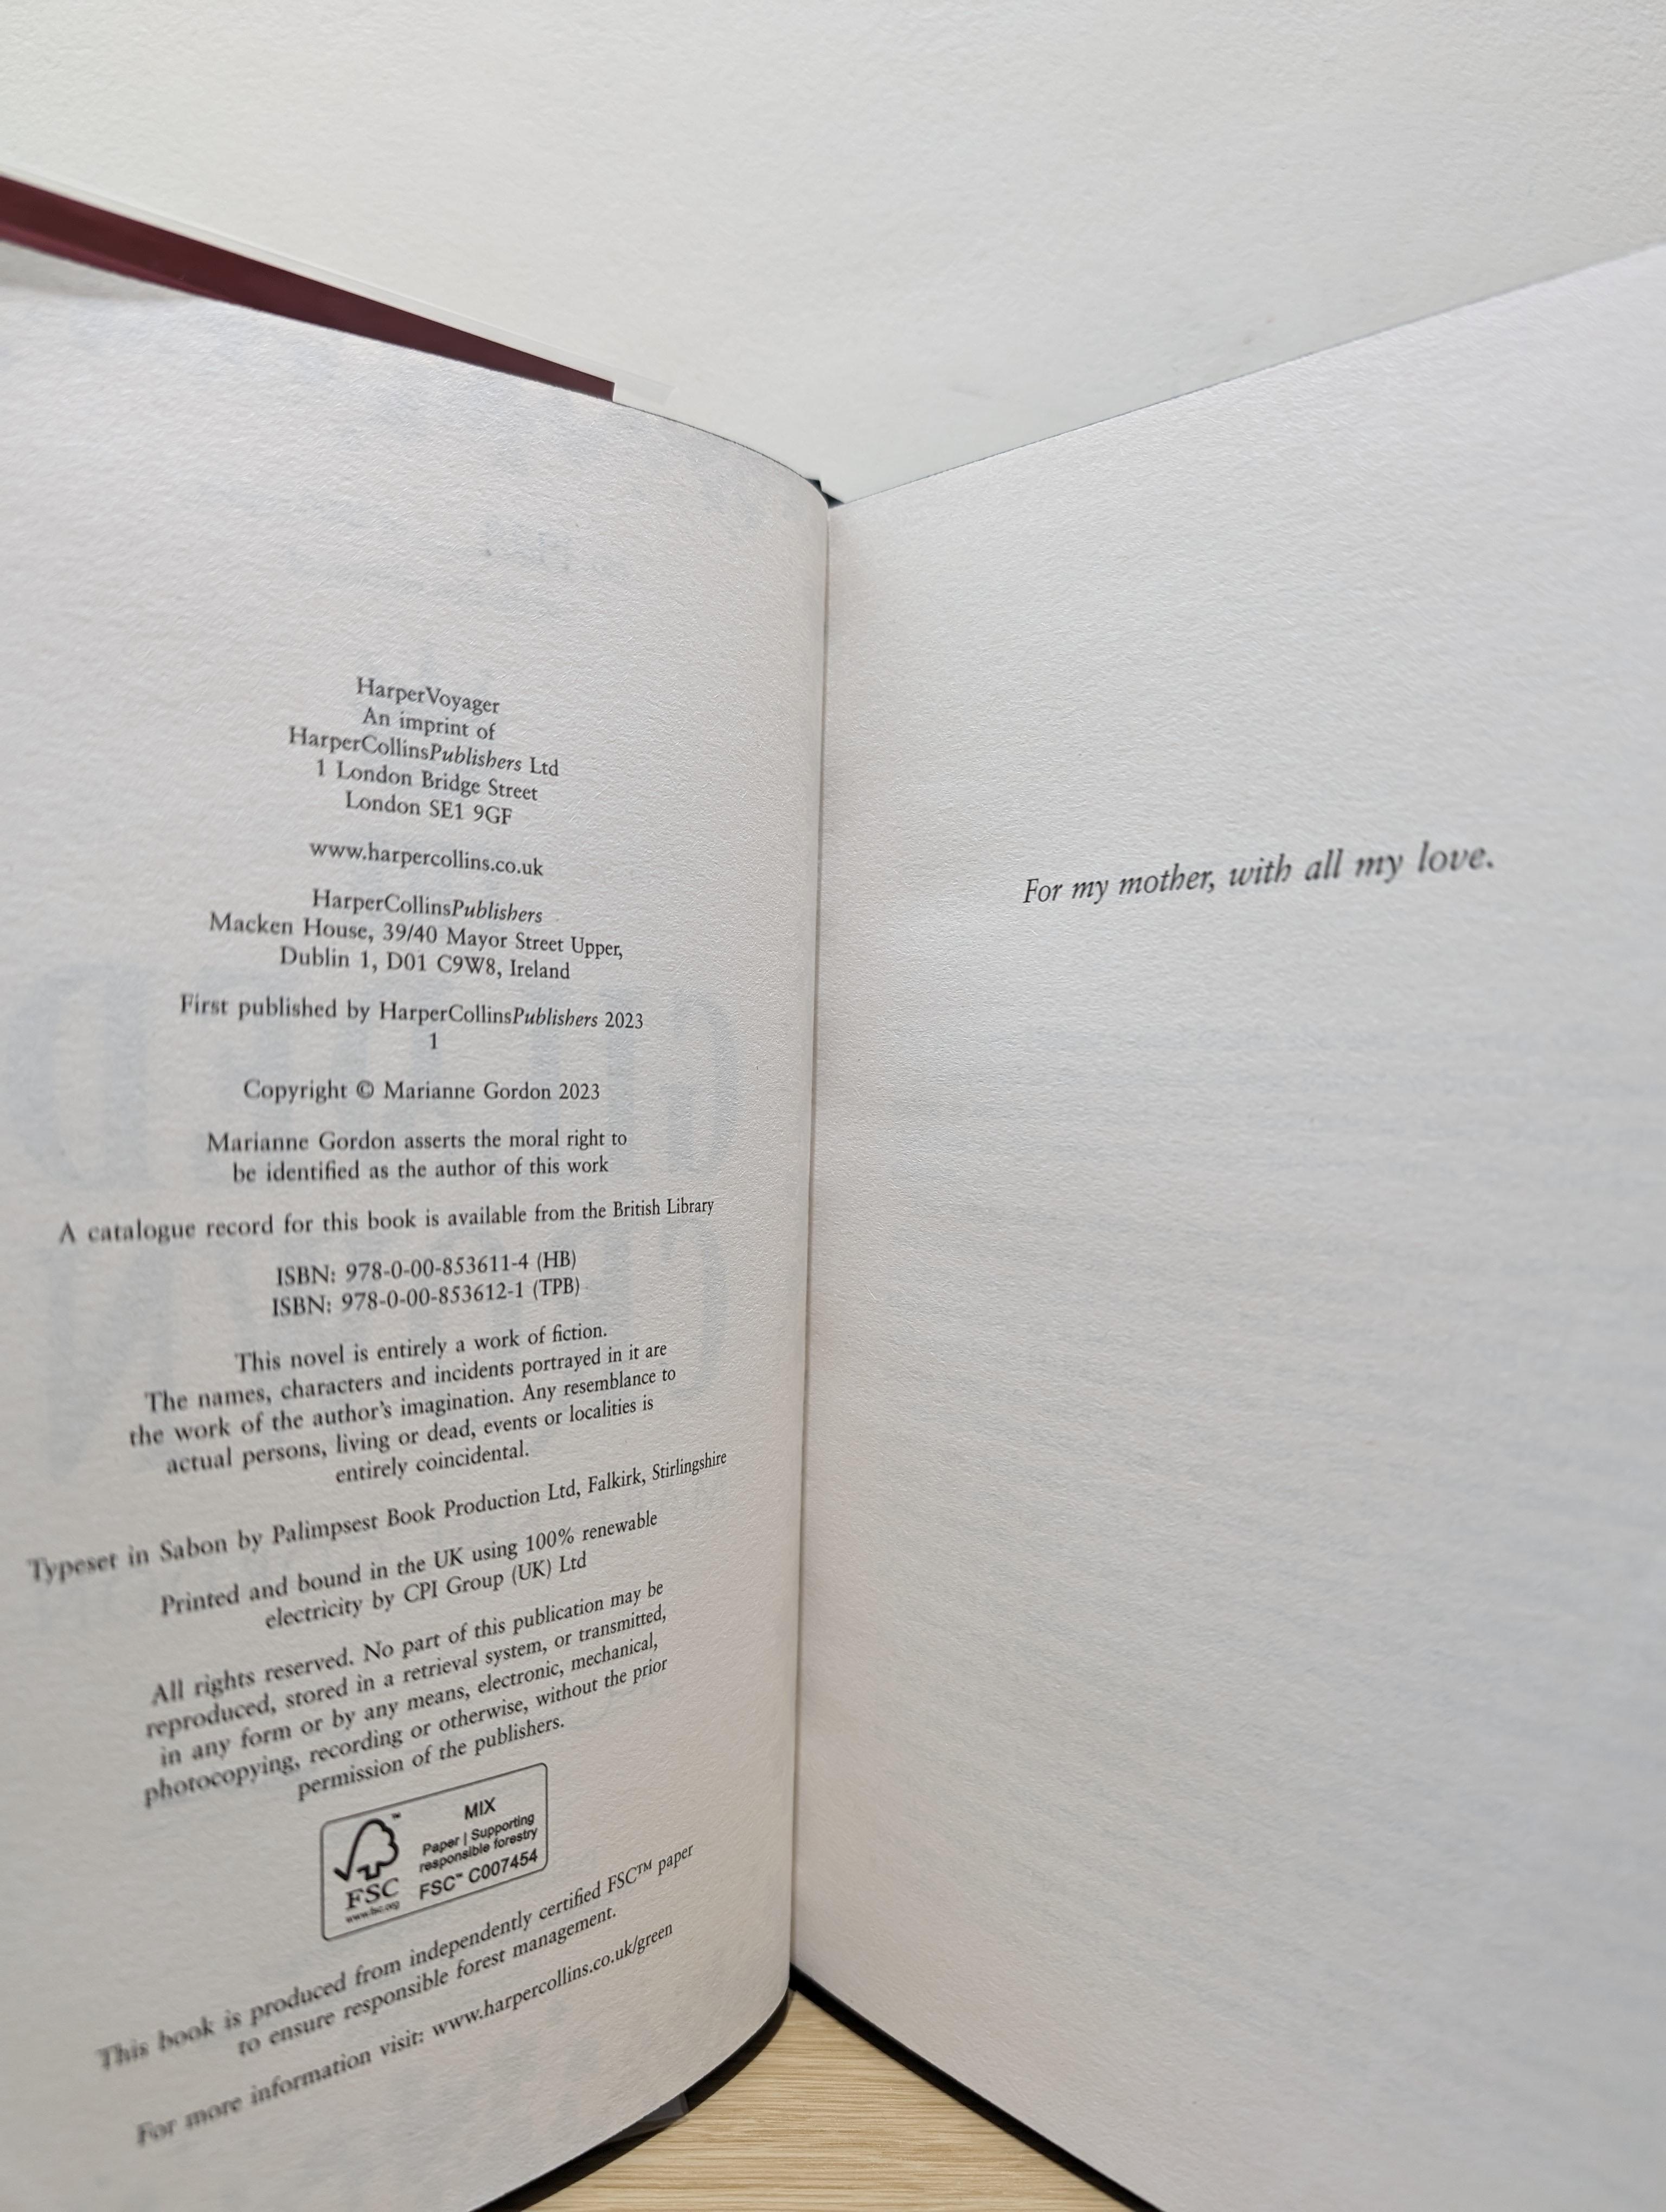 HarperVoyager
An imprint of
HarperCollinsPublishers Ltd
1 London Bridge Street
London SE1 9GF
www.harpercollins.co.uk
HarperCollinsPublishers
Macken House, 39/40 Mayor Street Upper,
Dublin 1, D01 C9W8, Ireland
First published by HarperCollinsPublishers 2023
1
Copyright © Marianne Gordon 2023
Marianne Gordon asserts the moral right to
be identified as the author of this work
A catalogue record for this book is available from the British Library
ISBN: 978-0-00-853611-4 (HB)
ISBN: 978-0-00-853612-1 (TPB)
This novel is entirely a work of fiction.
The names, characters and incidents portrayed in it are
the work of the author's imagination. Any resemblance to
actual persons, living or dead, events or localities is
entirely coincidental.
Typeset in Sabon by Palimpsest Book Production Ltd, Falkirk, Stirlingshire
Printed and bound in the UK using 100% renewable
electricity by CPI Group (UK) Ltd
All rights reserved. No part of this publication may be
reproduced, stored in a retrieval system, or transmitted,
in any form or by any means, electronic, mechanical,
photocopying, recording or otherwise, without the prior
permission of the publishers.
™
FSC
www.fsc.org
MIX
Paper | Supporting
responsible forestry
FSC™ C007454
This book is produced from independently certified FSC™ paper
to ensure responsible forest management.
For more information visit: www.harpercollins.co.uk/green
For my mother, with all my love.